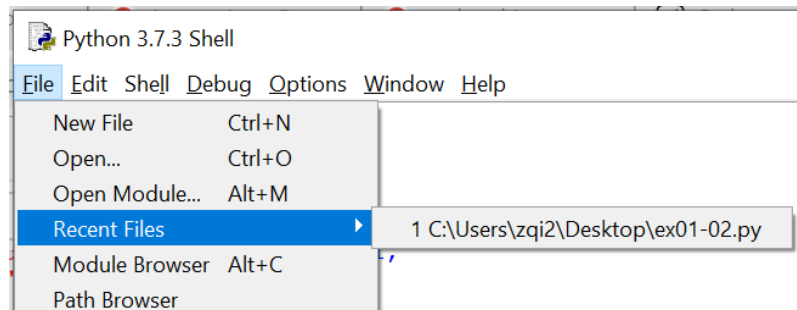 Python 3.7.3 Shell
File Edit Shell Debug Options Window Help
New File Ctrl+N
Open... Ctrl+O
Open Module... Alt+M
Recent Files
1 C:\Users\zqi2\Desktop\ex01-02.py
Module Browser Alt+C
Path Browser